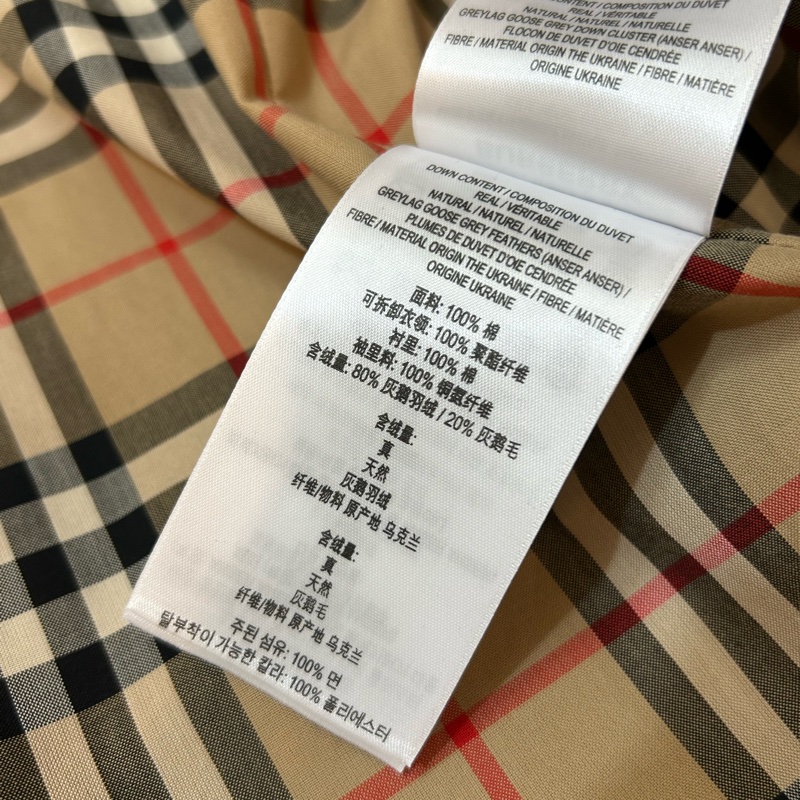 DOWN CONTENT / COMPOSITION DU DUVET
REAL / VÉRITABLE
NATURAL / NATUREL / NATURELLE
GREYLAG GOOSE GREY DOWN CLUSTER (ANSER ANSER) /
FLOCON DE DUVET D'OIE CENDRÉE
FIBRE / MATERIAL ORIGIN THE UKRAINE / FIBRE / MATIÈRE
ORIGINE UKRAINE
DOWN CONTENT / COMPOSITION DU DUVET
REAL / VÉRITABLE
NATURAL / NATUREL / NATURELLE
GREYLAG GOOSE GREY FEATHERS (ANSER ANSER) /
PLUMES DE DUVET D'OIE CENDRÉE
FIBRE / MATERIAL ORIGIN THE UKRAINE / FIBRE / MATIÈRE
ORIGINE UKRAINE
面料: 100% 棉
可拆卸衣领: 100% 聚酯纤维
衬里: 100% 棉
袖里料: 100% 铜氨纤维
含绒量: 80% 灰鹅羽绒 / 20% 灰鹅毛
含绒量:
真
天然
灰鹅羽绒
纤维/物料 原产地 乌克兰
含绒量:
真
天然
灰鹅毛
纤维/物料 原产地 乌克兰
주된 섬유: 100% 면
탈부착이 가능한 칼라: 100% 폴리에스터